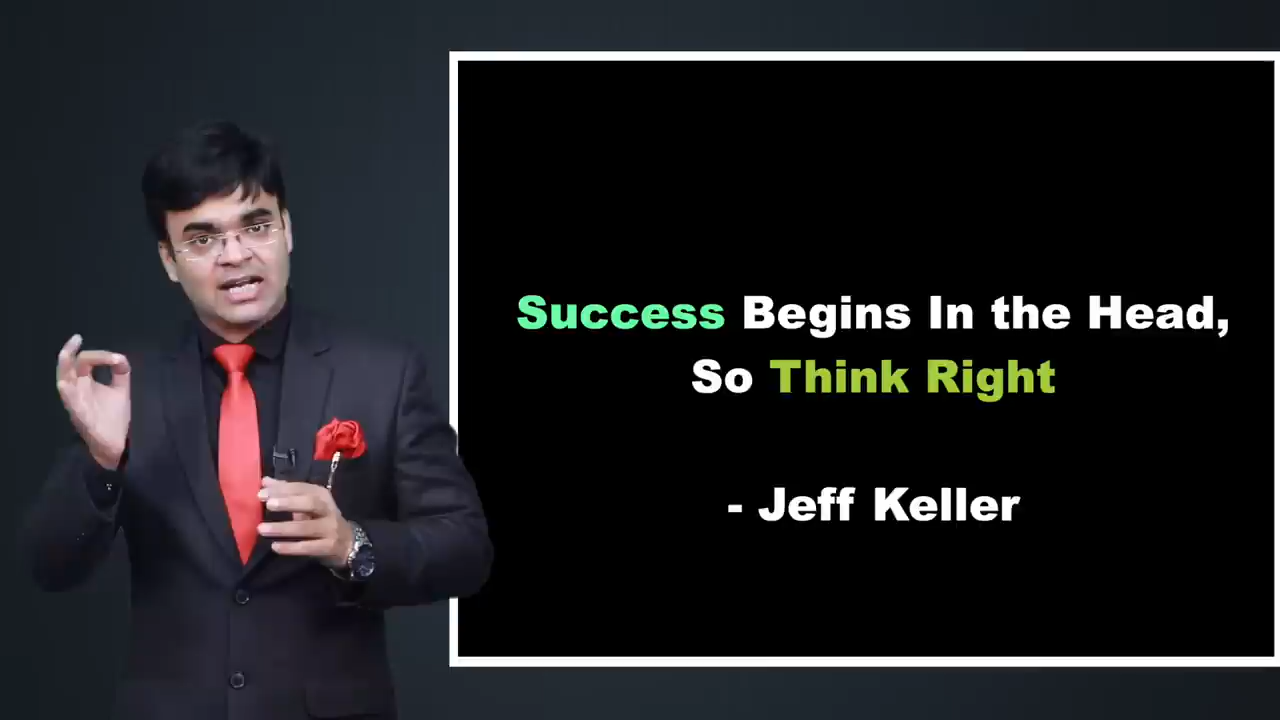 Success Begins In the Head,
So Think Right
- Jeff Keller